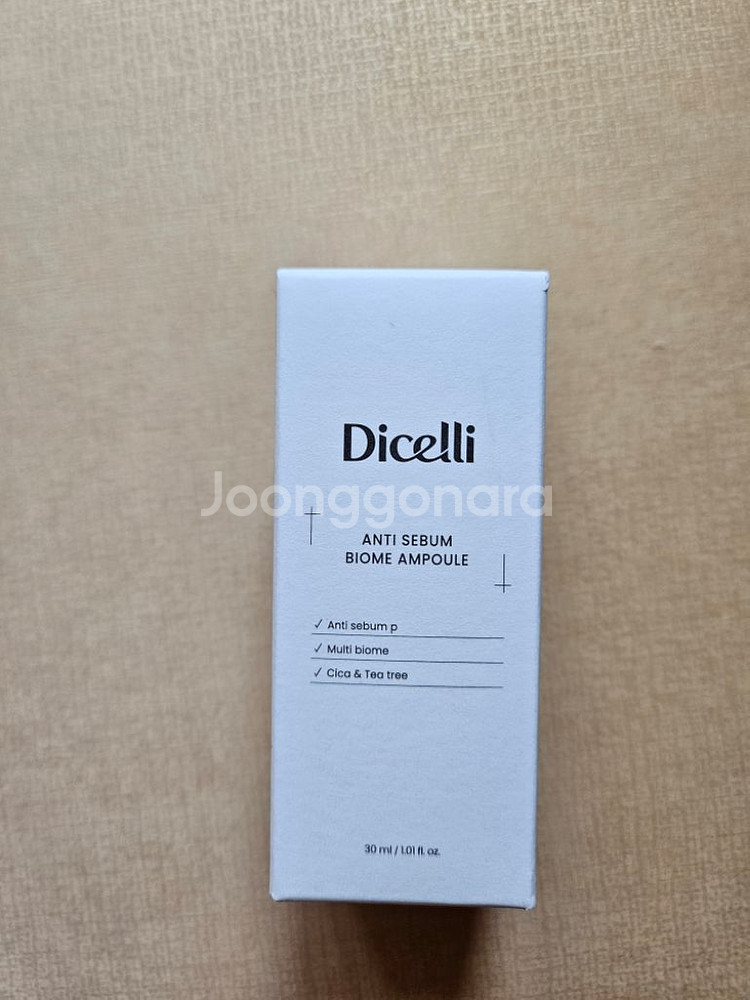 Dicelli
Joonggonara
ANTI SEBUM
BIOME AMPOULE
✓ Anti sebum p
✓ Multi biome
✓ Cica & Tea tree
30 ml / 1.01 fl. oz.